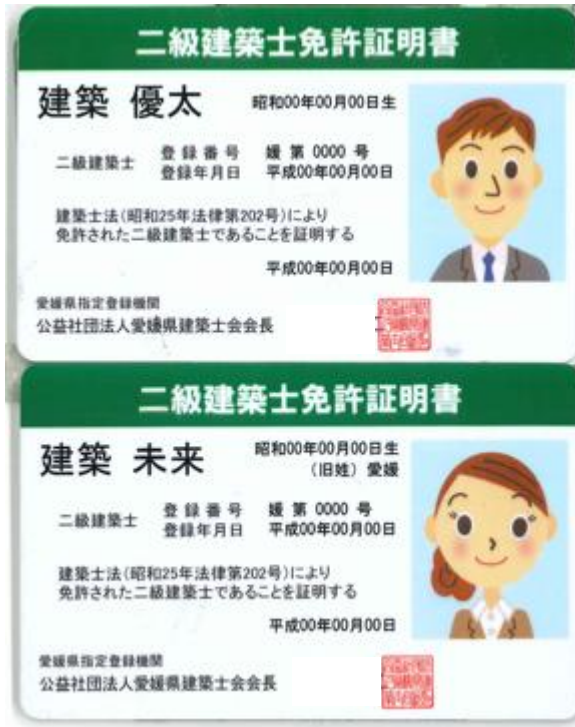 二級建築士免許証明書
建築 優太 昭和00年00月00日生
二級建築士 登録番号 媛 第 0000 号
登録年月日 平成00年00月00日
建築士法(昭和25年法律第202号)により
免許された二級建築士であることを証明する
平成00年00月00日
愛媛県指定登録機関
公益社団法人愛媛県建築士会会長
二級建築士免許証明書
建築 未来 昭和00年00月00日生
(旧姓) 愛媛
二級建築士 登録番号 媛 第 0000 号
登録年月日 平成00年00月00日
建築士法(昭和25年法律第202号)により
免許された二級建築士であることを証明する
平成00年00月00日
愛媛県指定登録機関
公益社団法人愛媛県建築士会会長